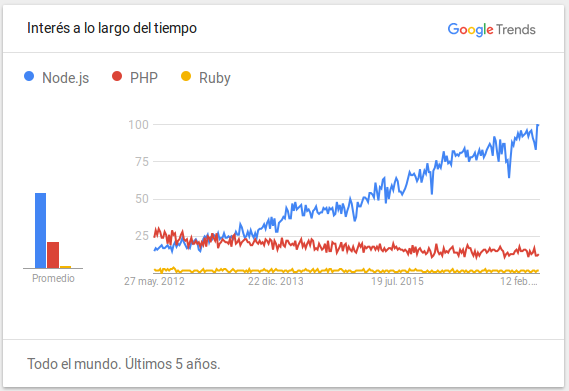 Interés a lo largo del tiempo
Google Trends
Node.js PHP Ruby
100
75
50
25
Promedio
27 may. 2012 22 dic. 2013 19 jul. 2015 12 feb.…
Todo el mundo. Últimos 5 años.